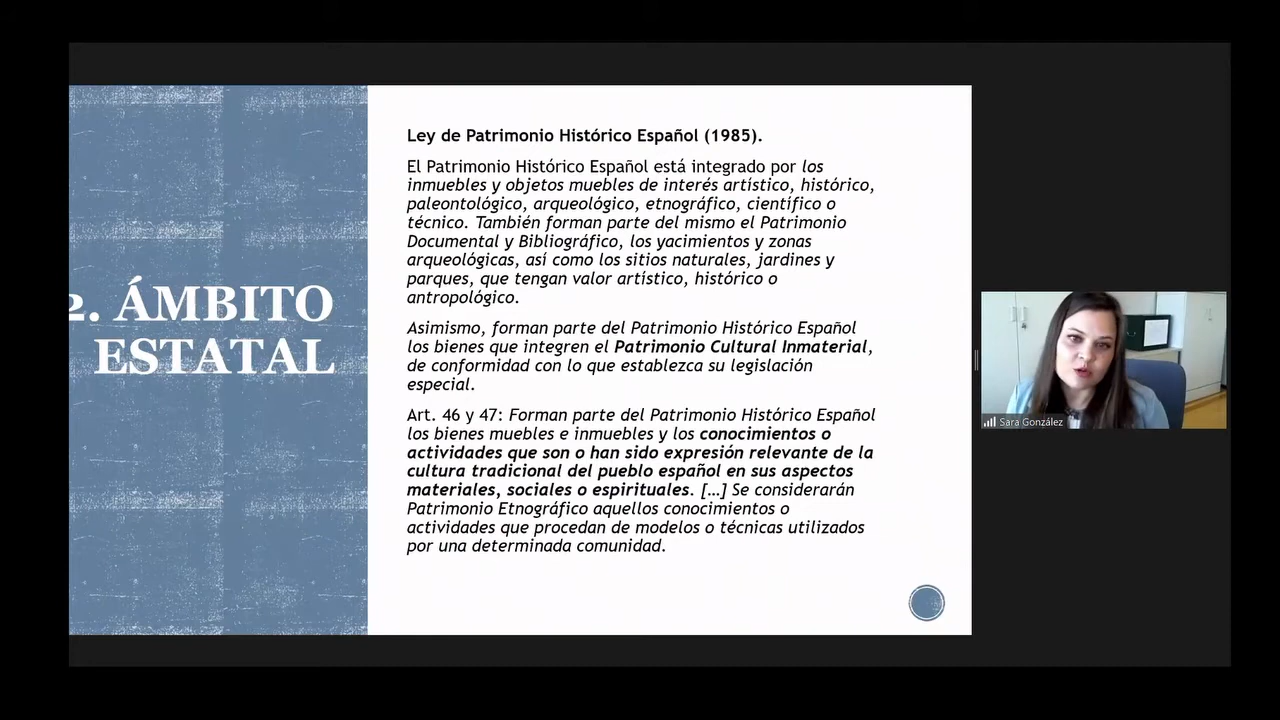 2. ÁMBITO
ESTATAL
Ley de Patrimonio Histórico Español (1985).
El Patrimonio Histórico Español está integrado por los
inmuebles y objetos muebles de interés artístico, histórico,
paleontológico, arqueológico, etnográfico, científico o
técnico. También forman parte del mismo el Patrimonio
Documental y Bibliográfico, los yacimientos y zonas
arqueológicas, así como los sitios naturales, jardines y
parques, que tengan valor artístico, histórico o
antropológico.
Asimismo, forman parte del Patrimonio Histórico Español
los bienes que integren el Patrimonio Cultural Inmaterial,
de conformidad con lo que establezca su legislación
especial.
Art. 46 y 47: Forman parte del Patrimonio Histórico Español
los bienes muebles e inmuebles y los conocimientos o
actividades que son o han sido expresión relevante de la
cultura tradicional del pueblo español en sus aspectos
materiales, sociales o espirituales. […] Se considerarán
Patrimonio Etnográfico aquellos conocimientos o
actividades que procedan de modelos o técnicas utilizados
por una determinada comunidad.
Sara González